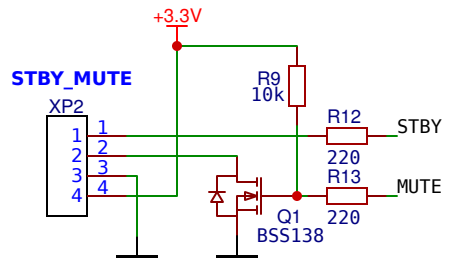 +3.3V
STBY_MUTE
XP2
R9
10k
1 1
2 2
3 3
4 4
R12
220
STBY
R13
220
MUTE
Q1
BSS138